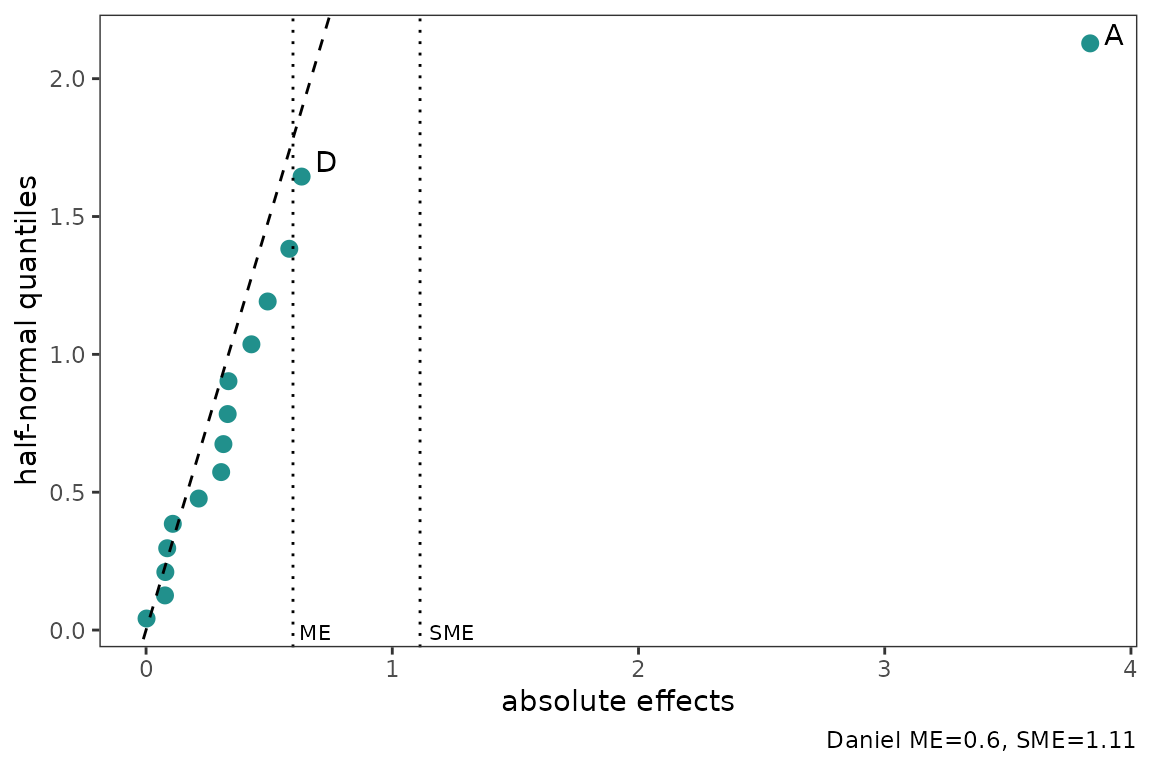 A
2.0
D
1.5
half-normal quantiles
1.0
0.5
0.0
ME
SME
0
1
2
3
4
absolute effects
Daniel ME=0.6, SME=1.11